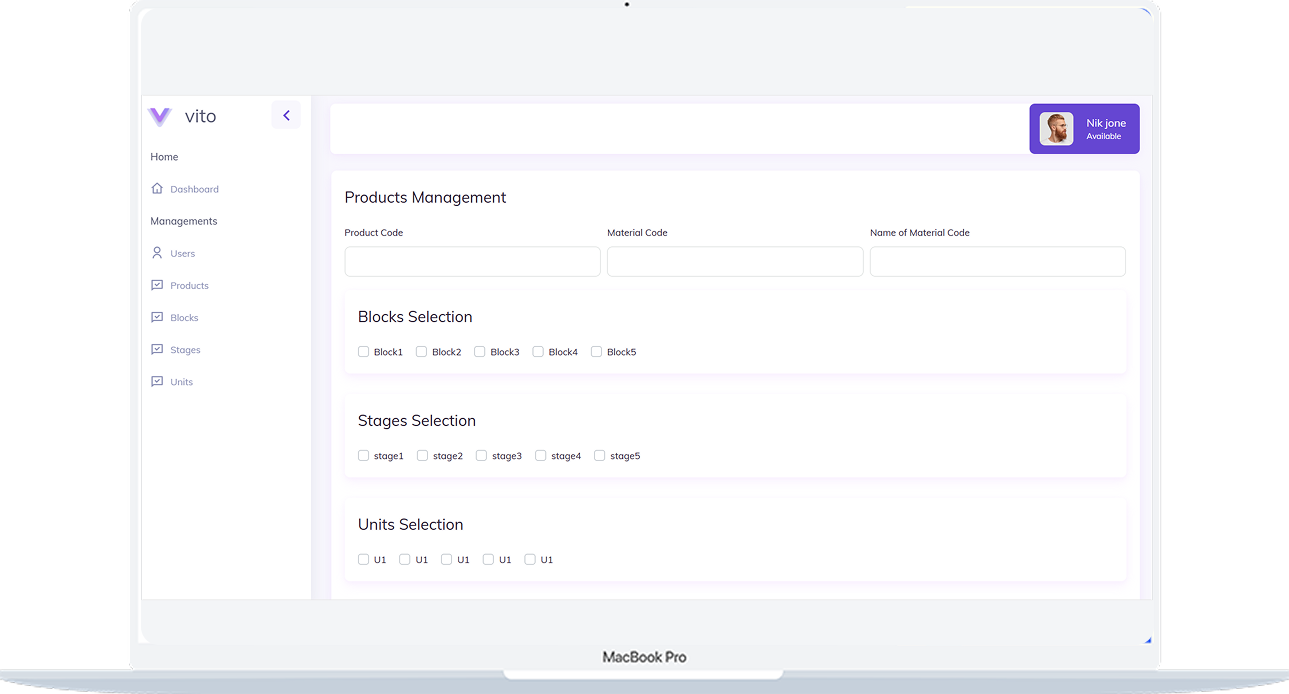 vito
Nik jone
Available
Home
Dashboard
Managements
Users
Products
Blocks
Stages
Units
Products Management
Product Code Material Code Name of Material Code
Blocks Selection
Block1 Block2 Block3 Block4 Block5
Stages Selection
stage1 stage2 stage3 stage4 stage5
Units Selection
U1 U1 U1 U1 U1
MacBook Pro